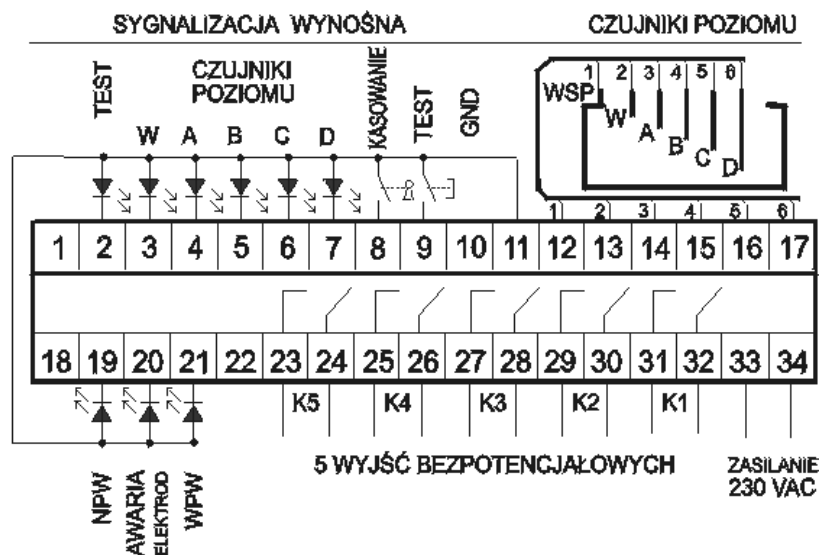 SYGNALIZACJA WYNOŚNA
CZUJNIKI POZIOMU
TEST
CZUJNIKI
POZIOMU
W A B C D
KASOWANIE
TEST
GND
1 2 3 4 5 6
WSP
W
A
B
C
D
1 2 3 4 5 6
1 2 3 4 5 6 7 8 9 10 11 12 13 14 15 16 17
18 19 20 21 22 23 24 25 26 27 28 29 30 31 32 33 34
K5 K4 K3 K2 K1
5 WYJŚĆ BEZPOTENCJAŁOWYCH
ZASILANIE
230 VAC
NPW
AWARIA
ELEKTROD
WPW